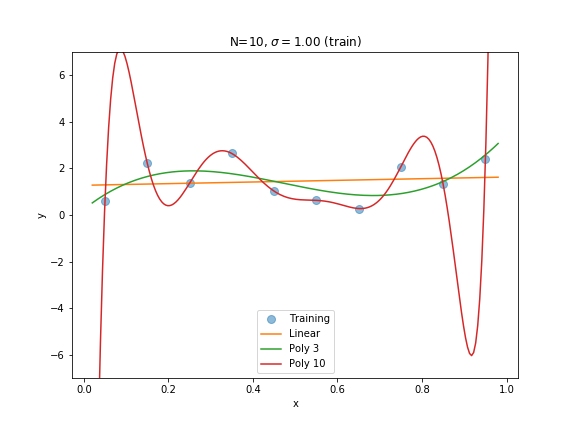 N=10, σ = 1.00 (train)
6
4
2
0
−2
−4
−6
y
0.0 0.2 0.4 0.6 0.8 1.0
x
Training
Linear
Poly 3
Poly 10